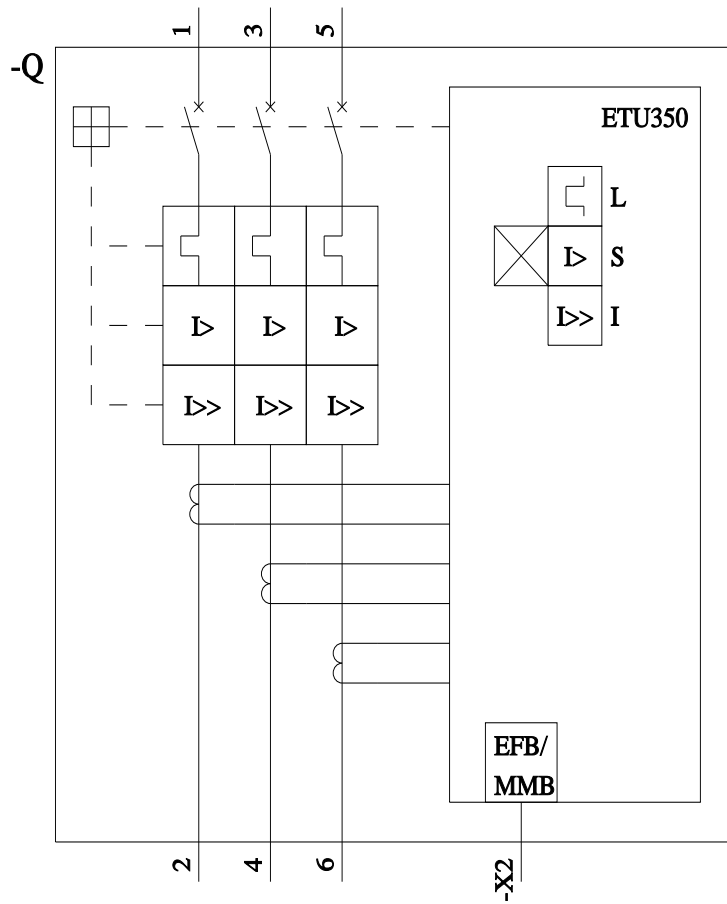 1 3 5
-Q
ETU350
L
I> S
I>> I
I> I> I>
I>> I>> I>>
EFB/
MMB
2 4 6
-X2